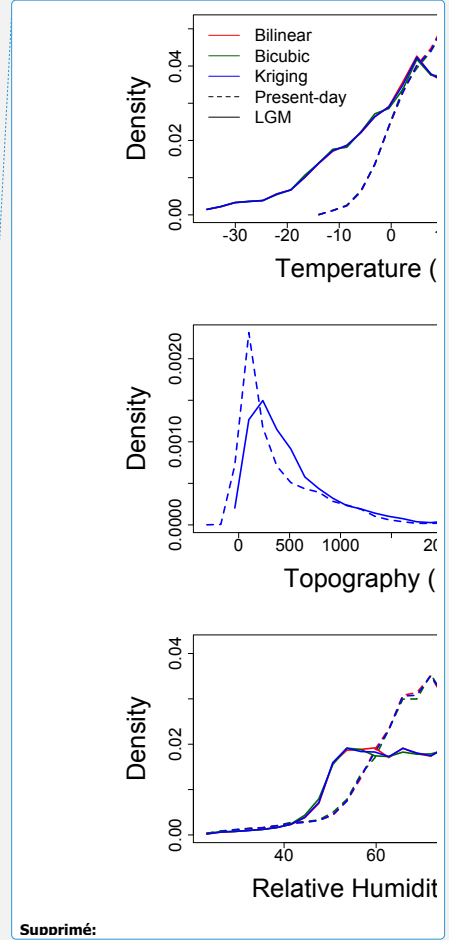 Bilinear
Bicubic
Kriging
Present-day
LGM
Density
0.04
0.02
0.00
-30 -20 -10 0
Temperature (
Density
0.0020
0.0010
0.0000
0 500 1000 20
Topography (
Density
0.04
0.02
0.00
40 60
Relative Humidit
Supprimé: